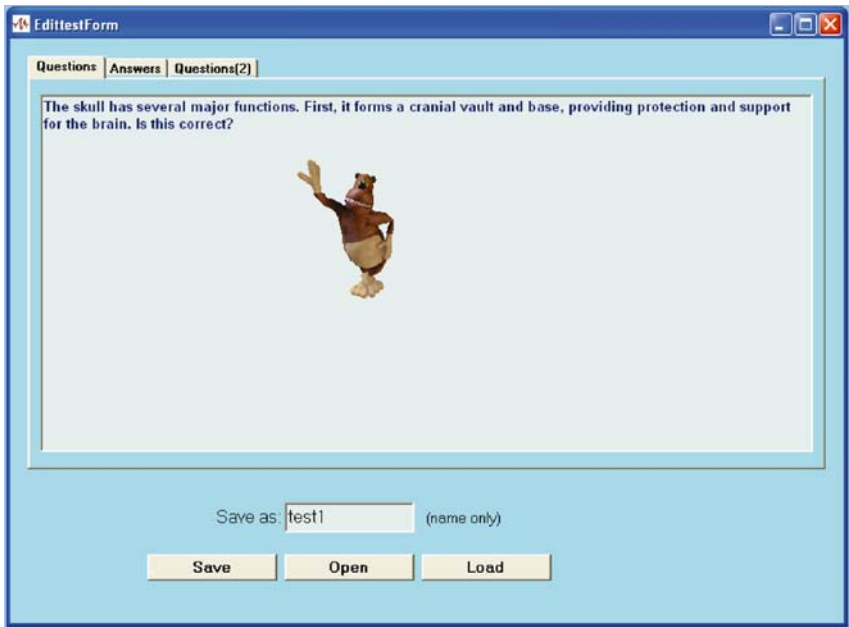 EdittestForm
Questions Answers Questions(2)
The skull has several major functions. First, it forms a cranial vault and base, providing protection and support
for the brain. Is this correct?
Save as: test1 (name only)
Save Open Load